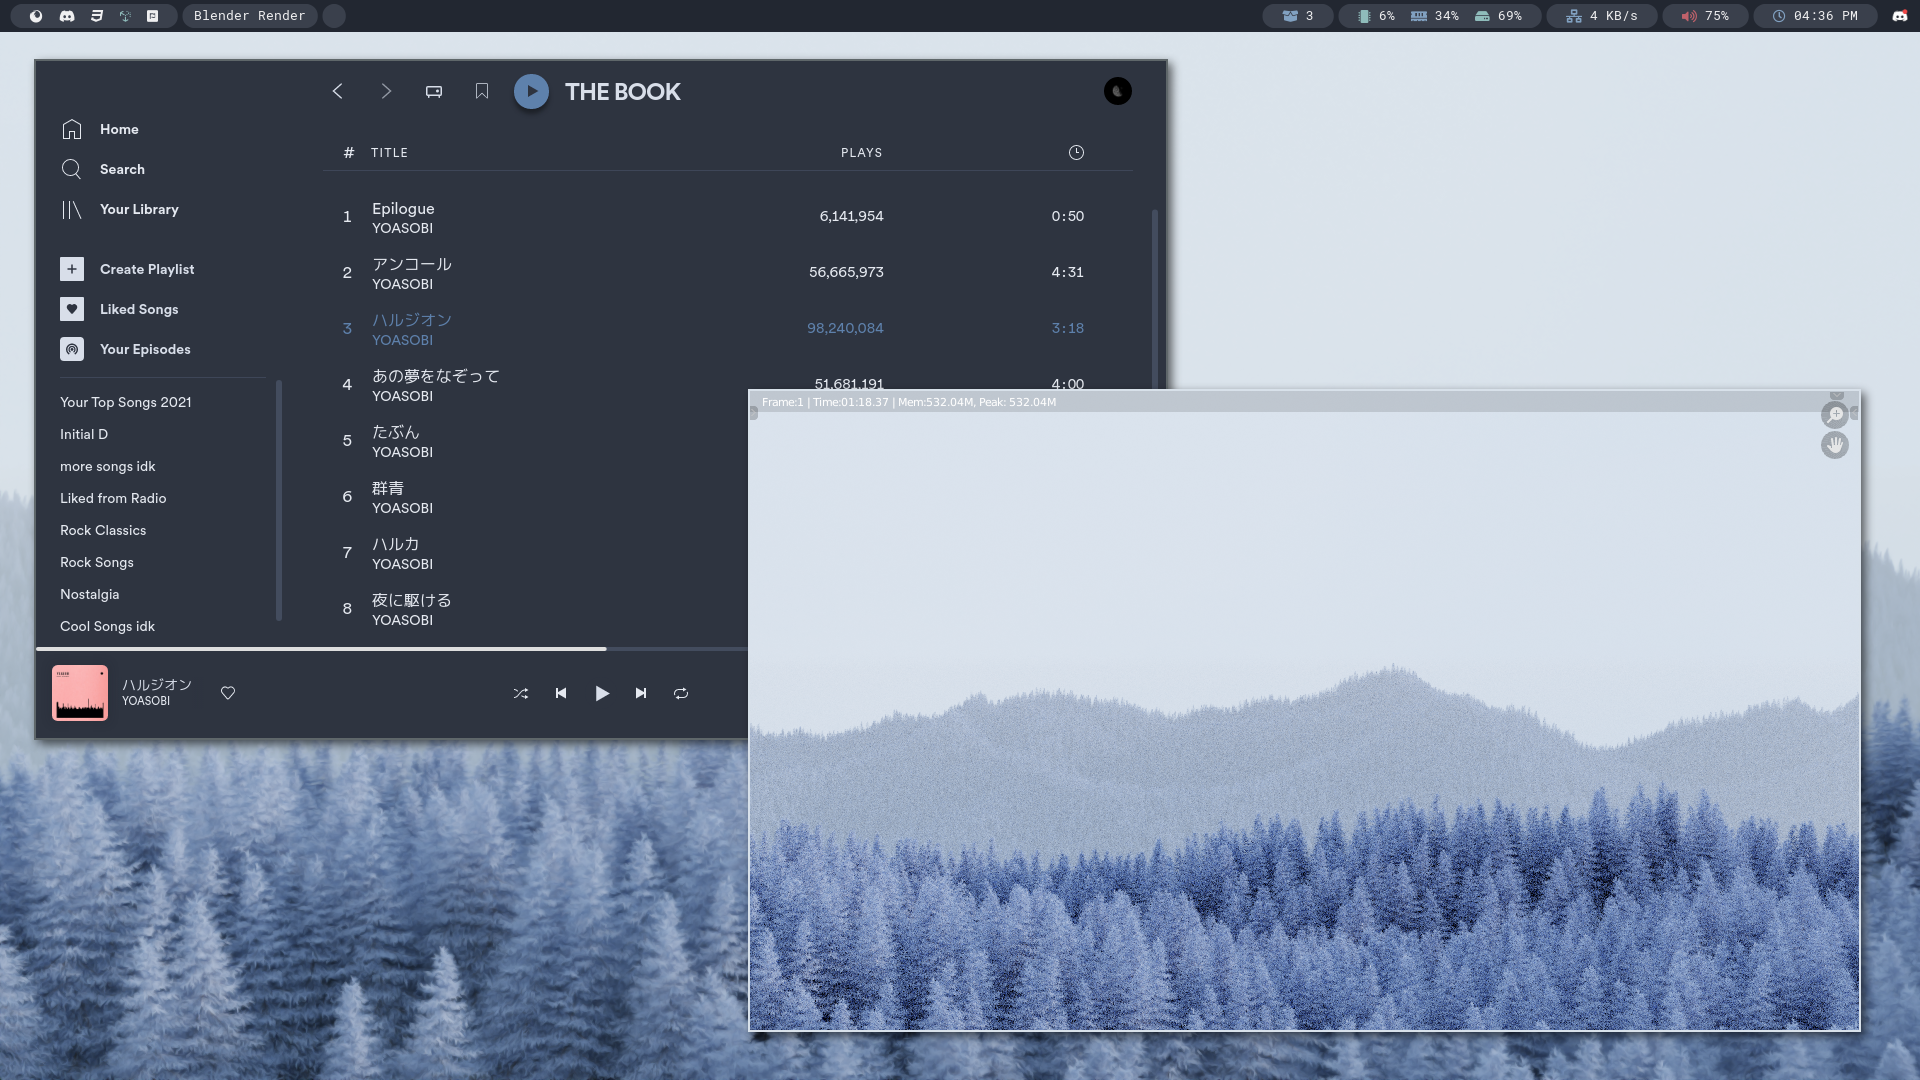 Blender Render
3
6%
34%
69%
4 KB/s
75%
04:36 PM
THE BOOK
Home
Search
Your Library
Create Playlist
Liked Songs
Your Episodes
Your Top Songs 2021
Initial D
more songs idk
Liked from Radio
Rock Classics
Rock Songs
Nostalgia
Cool Songs idk
# TITLE PLAYS
1 Epilogue 6,141,954 0:50
YOASOBI
2 アンコール 56,665,973 4:31
YOASOBI
3 ハルジオン 98,240,084 3:18
YOASOBI
4 あの夢をなぞって 51,681,191 4:00
YOASOBI
5 たぶん
YOASOBI
6 群青
YOASOBI
7 ハルカ
YOASOBI
8 夜に駆ける
YOASOBI
ハルジオン
YOASOBI
Frame:1 | Time:01:18.37 | Mem:532.04M, Peak: 532.04M